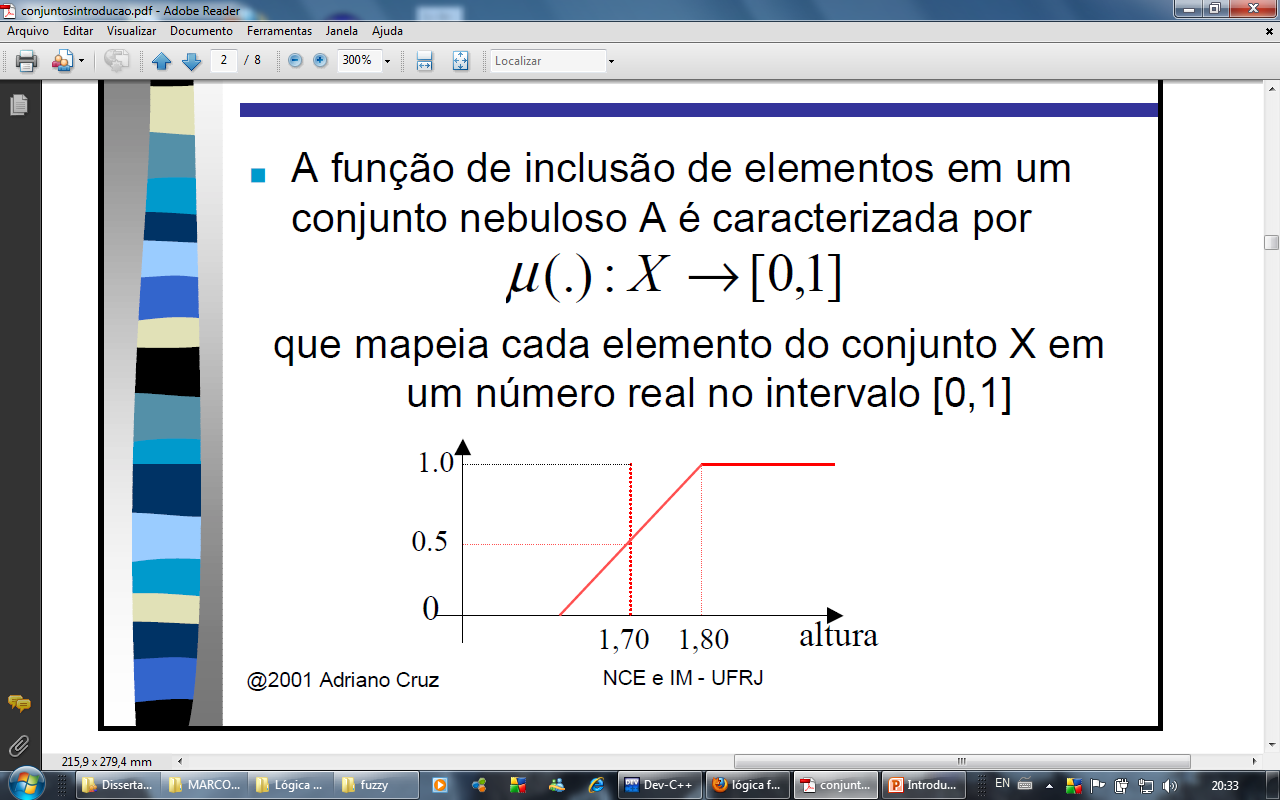 conjuntosintroducao.pdf - Adobe Reader
Arquivo Editar Visualizar Documento Ferramentas Janela Ajuda
2 / 8 300% Localizar
A função de inclusão de elementos em um
conjunto nebuloso A é caracterizada por
μ(.) : X → [0,1]
que mapeia cada elemento do conjunto X em
um número real no intervalo [0,1]
1.0
0.5
0
1,70 1,80 altura
@2001 Adriano Cruz NCE e IM - UFRJ
215,9 x 279,4 mm
Disserta... MARCO... Lógica ... fuzzy DEV Dev-C++ lógica f... conjunt... Introdu... EN 20:33